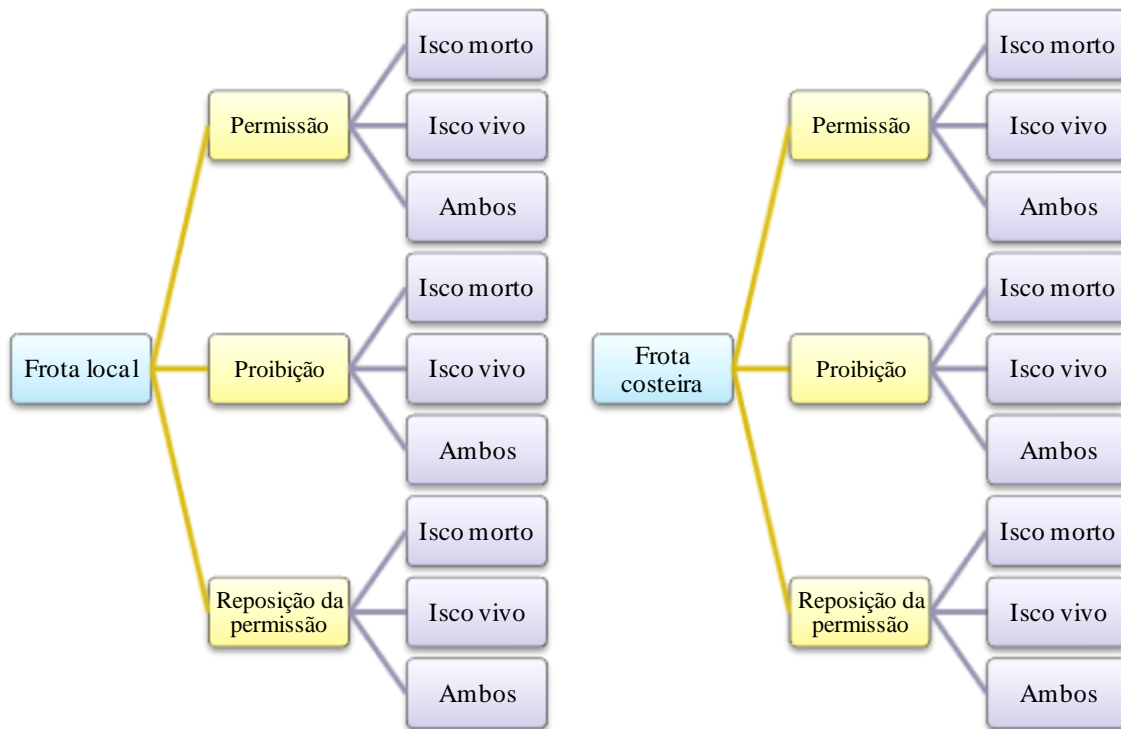 Frota local
Permissão
Isco morto
Isco vivo
Ambos
Proibição
Isco morto
Isco vivo
Ambos
Reposição da
permissão
Isco morto
Isco vivo
Ambos
Frota
costeira
Permissão
Isco morto
Isco vivo
Ambos
Proibição
Isco morto
Isco vivo
Ambos
Reposição da
permissão
Isco morto
Isco vivo
Ambos